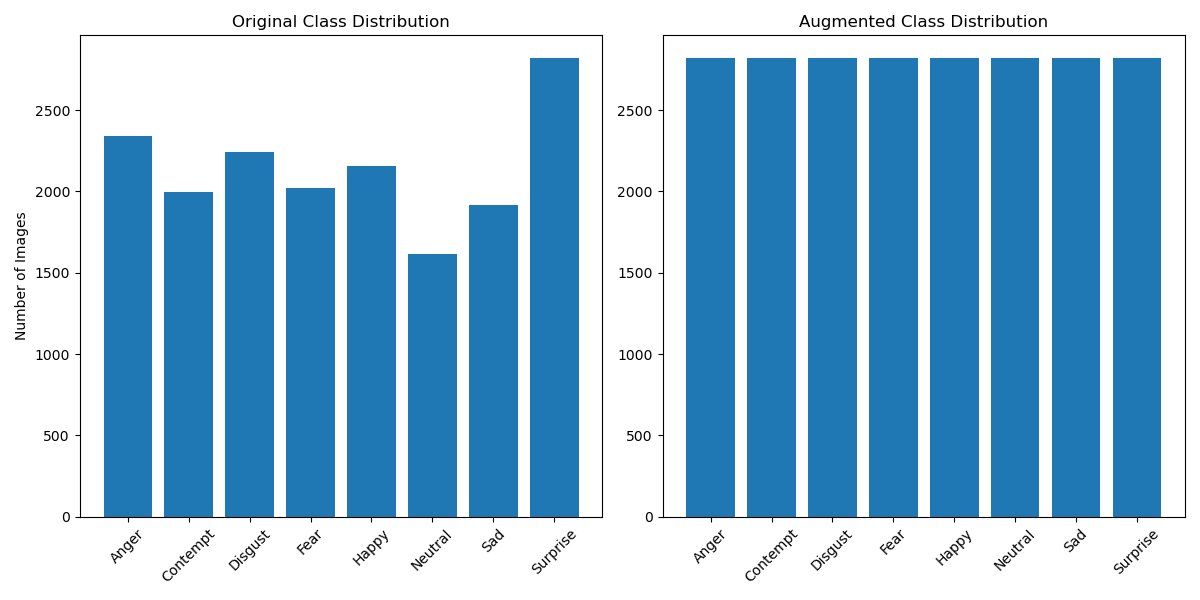 Original Class Distribution
Number of Images
2500
2000
1500
1000
500
0
Anger
Contempt
Disgust
Fear
Happy
Neutral
Sad
Surprise
Augmented Class Distribution
2500
2000
1500
1000
500
0
Anger
Contempt
Disgust
Fear
Happy
Neutral
Sad
Surprise